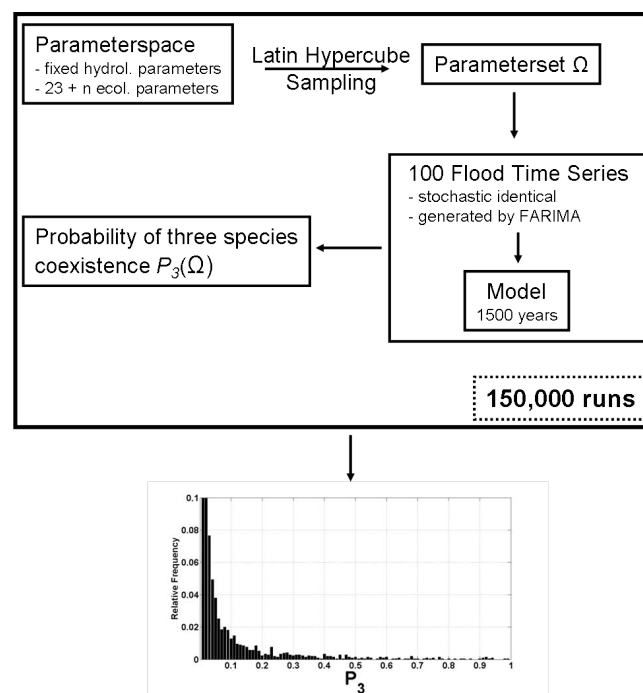 Parameterspace
- fixed hydrol. parameters
- 23 + n ecol. parameters
Latin Hypercube
Sampling
Parameterset Ω
100 Flood Time Series
- stochastic identical
- generated by FARIMA
Model
1500 years
Probability of three species
coexistence P₃(Ω)
150,000 runs
Relative Frequency
0.1
0.08
0.06
0.04
0.02
0
0.1 0.2 0.3 0.4 0.5 0.6 0.7 0.8 0.9 1
P₃